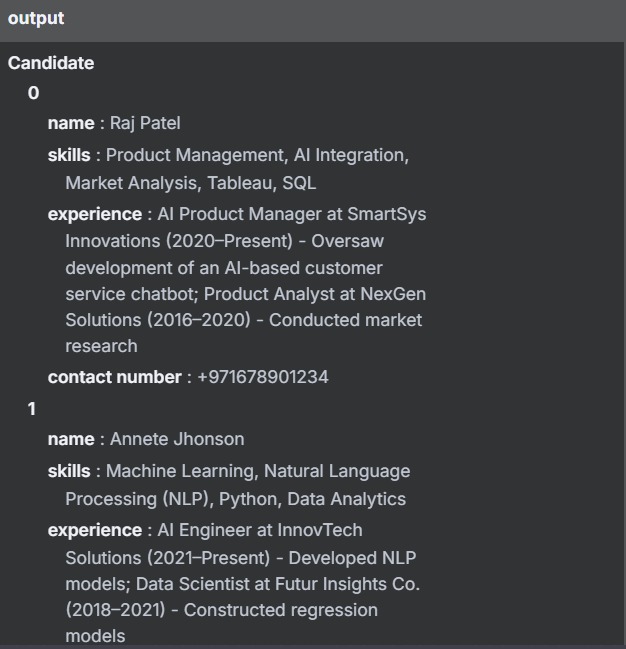 output
Candidate
0
name : Raj Patel
skills : Product Management, AI Integration,
Market Analysis, Tableau, SQL
experience : AI Product Manager at SmartSys
Innovations (2020–Present) - Oversaw
development of an AI-based customer
service chatbot; Product Analyst at NexGen
Solutions (2016–2020) - Conducted market
research
contact number : +971678901234
1
name : Annete Jhonson
skills : Machine Learning, Natural Language
Processing (NLP), Python, Data Analytics
experience : AI Engineer at InnovTech
Solutions (2021–Present) - Developed NLP
models; Data Scientist at Futur Insights Co.
(2018–2021) - Constructed regression
models